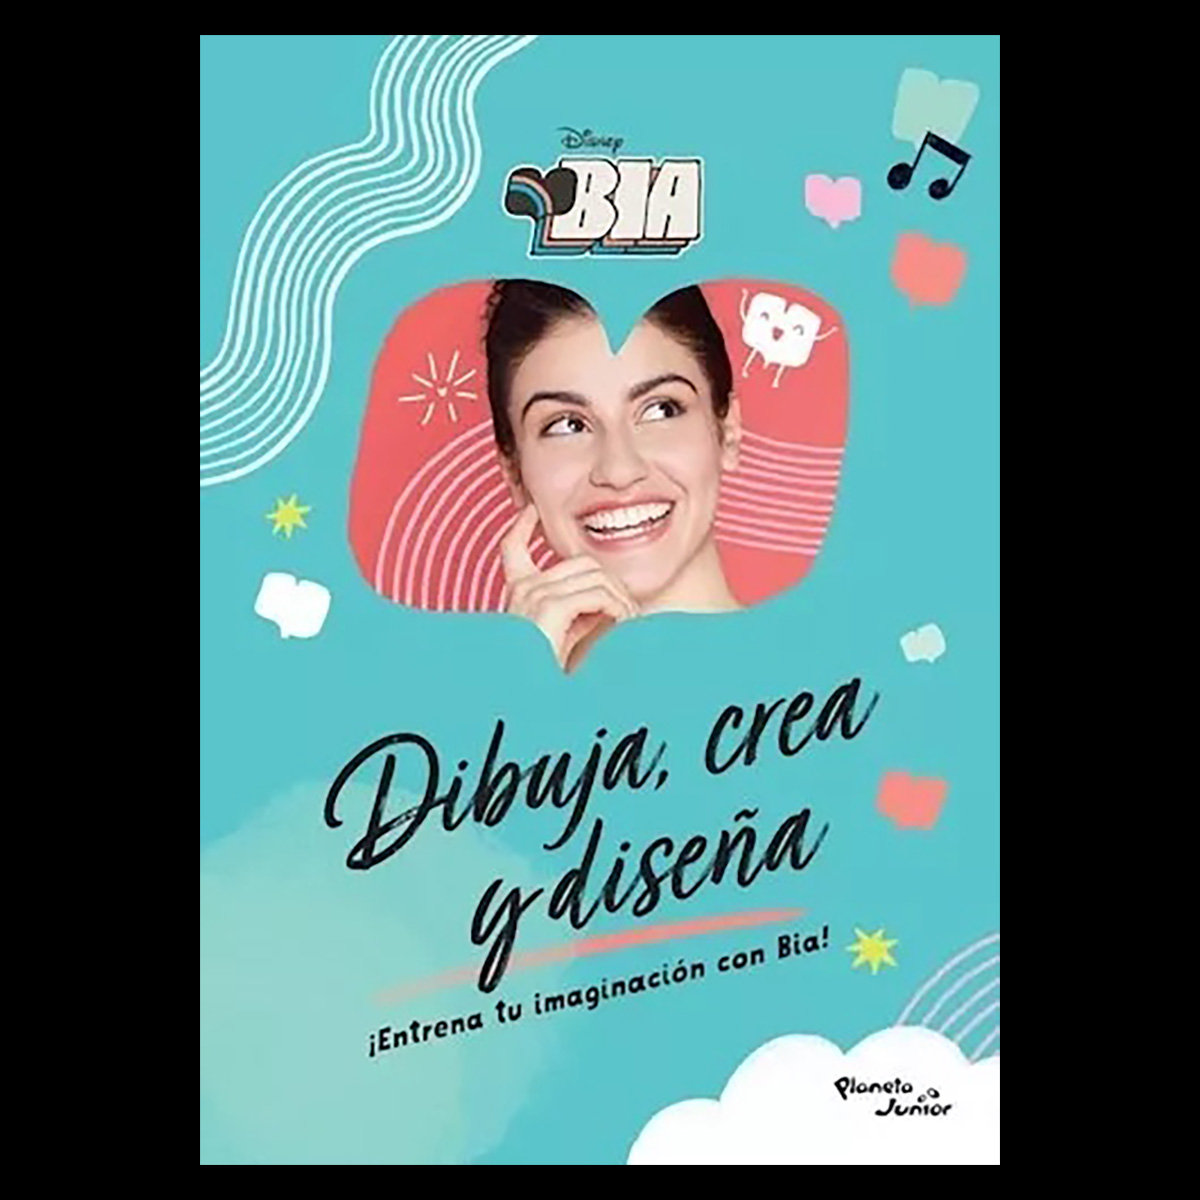 Disney
BIA
Dibuja, crea
y diseña
¡Entrena tu imaginación con Bia!
Planeta
Junior